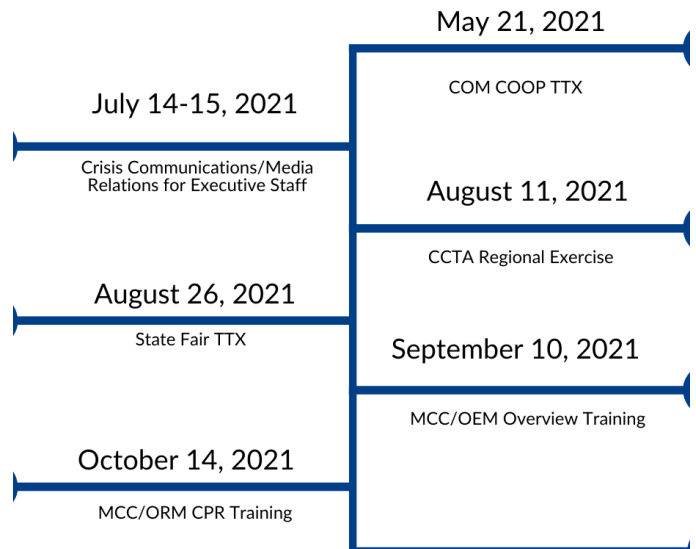 May 21, 2021
COM COOP TTX
July 14-15, 2021
Crisis Communications/Media
Relations for Executive Staff
August 11, 2021
CCTA Regional Exercise
August 26, 2021
State Fair TTX
September 10, 2021
MCC/OEM Overview Training
October 14, 2021
MCC/ORM CPR Training